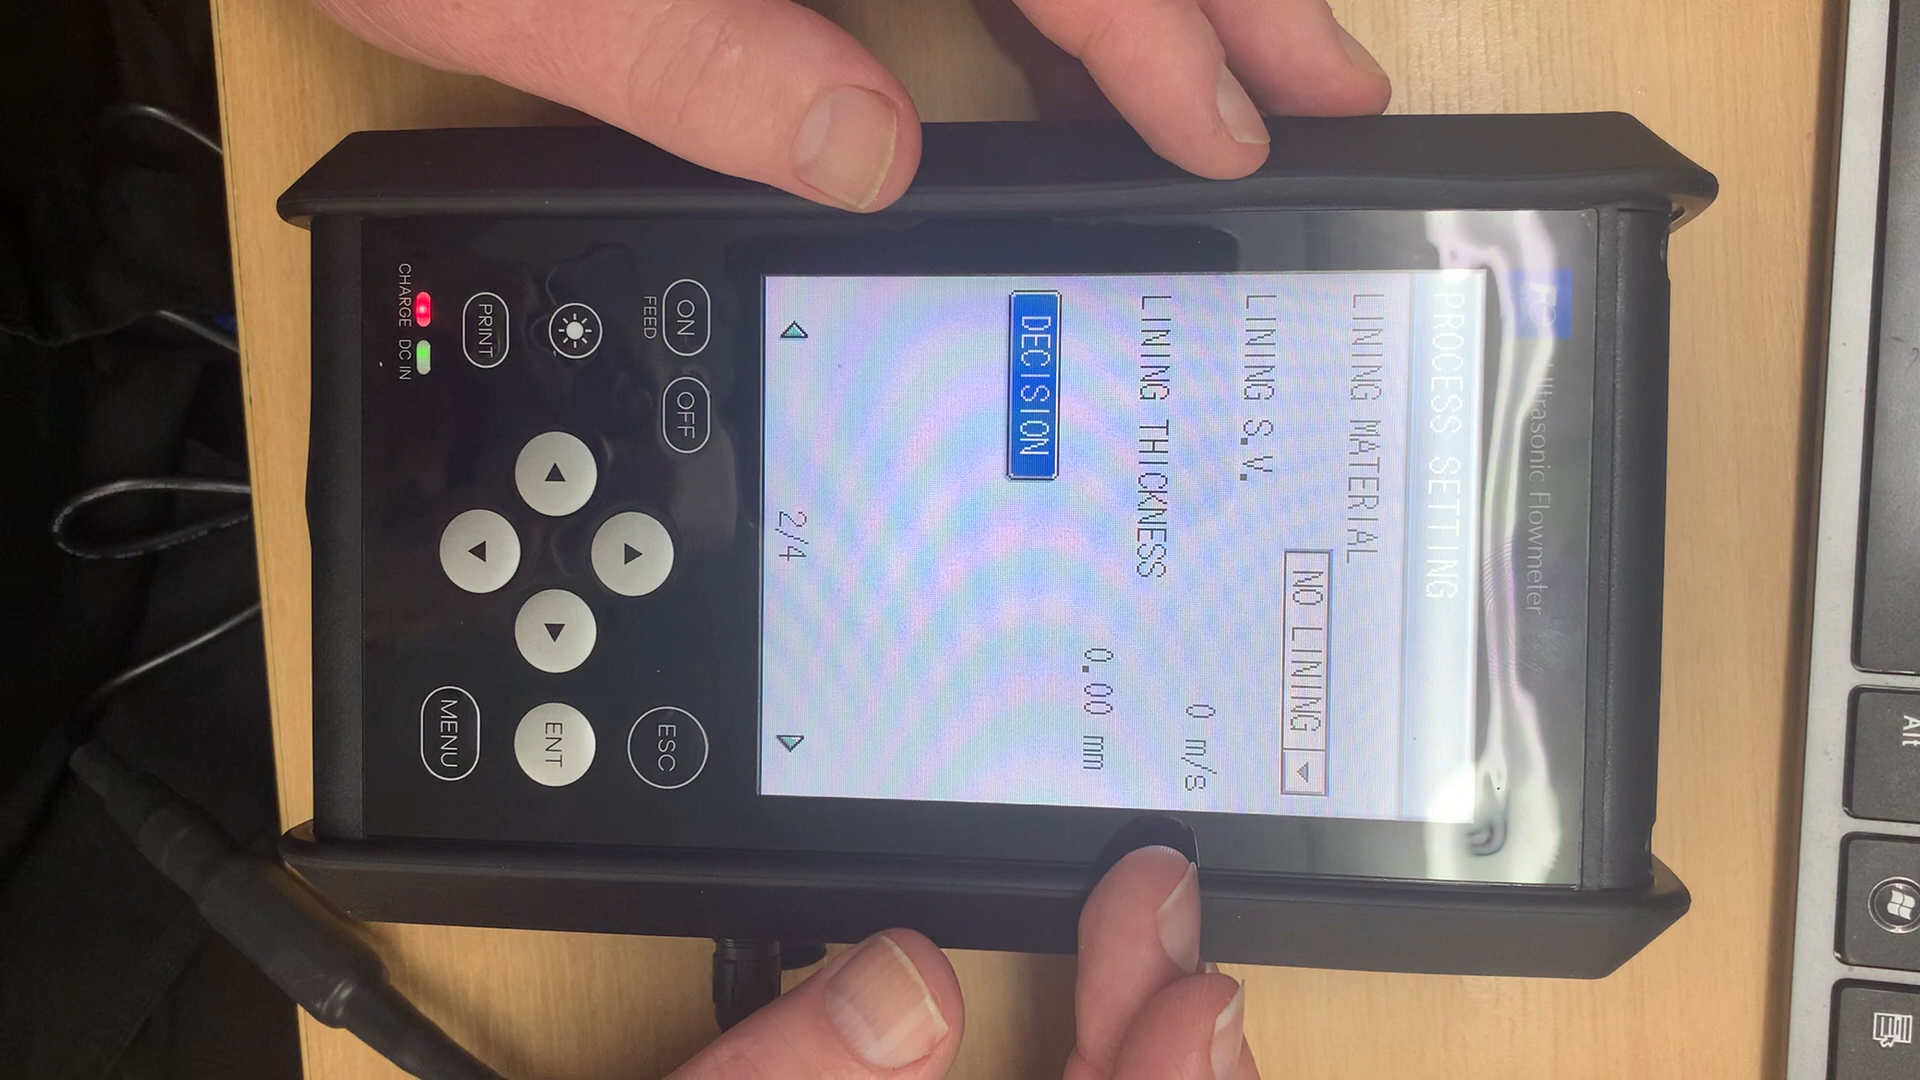 Ultrasonic Flowmeter
PROCESS SETTING
LINING MATERIAL
NO LINING
LINING S.V.
0 m/s
LINING THICKNESS
0.00 mm
DECISION
2/4
ON
OFF
FEED
ESC
PRINT
ENT
MENU
CHARGE
DC IN
Alt